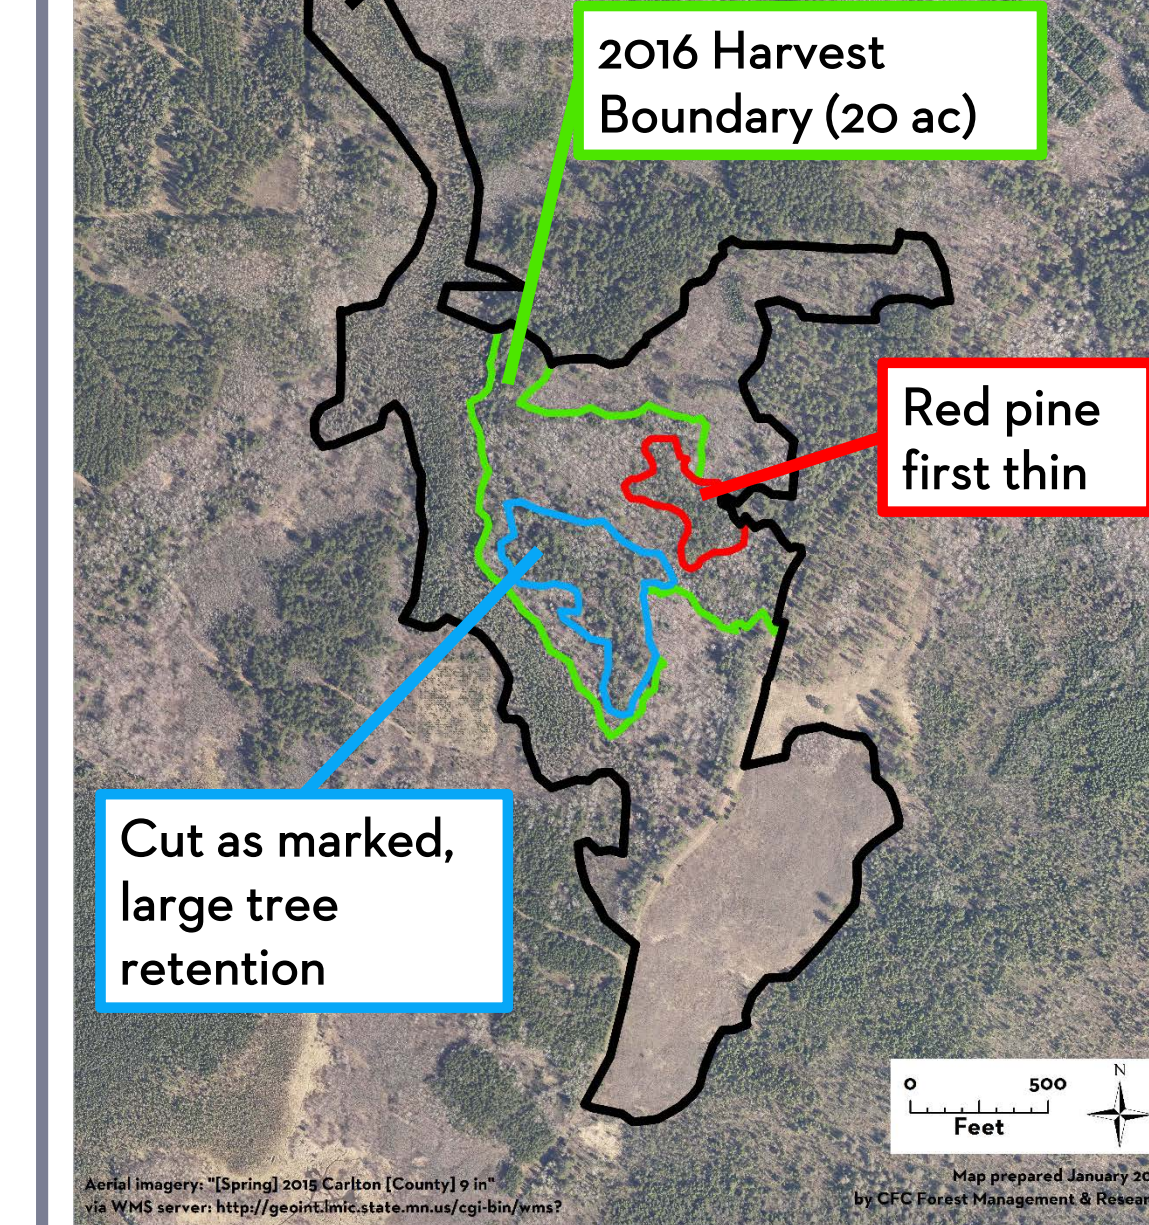 2016 Harvest
Boundary (20 ac)
Red pine
first thin
Cut as marked,
large tree
retention
N
0 500
Feet
Aerial imagery: "[Spring] 2015 Carlton [County] 9 in"
via WMS server: http://geoint.lmic.state.mn.us/cgi-bin/wms?
Map prepared January 20
by CFC Forest Management & Resear